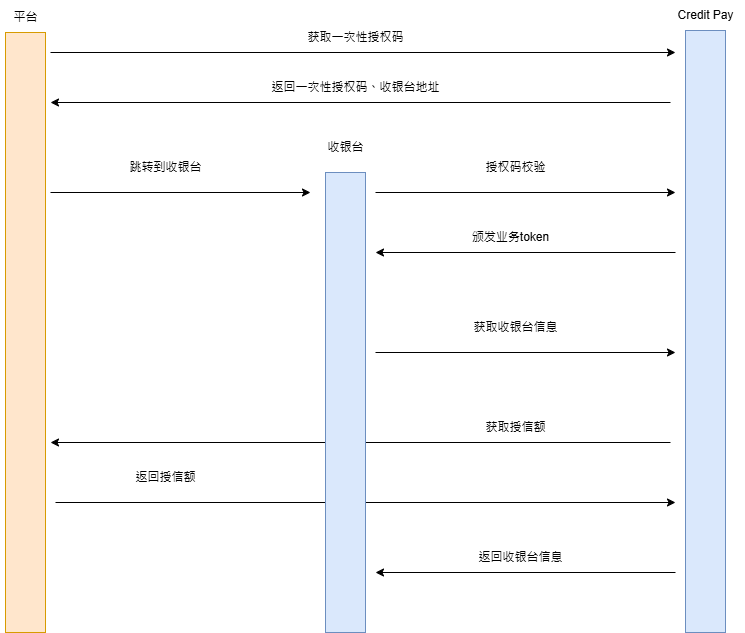 平台
Credit Pay
获取一次性授权码
返回一次性授权码、收银台地址
收银台
跳转到收银台
授权码校验
颁发业务token
获取收银台信息
获取授信额
返回授信额
返回收银台信息